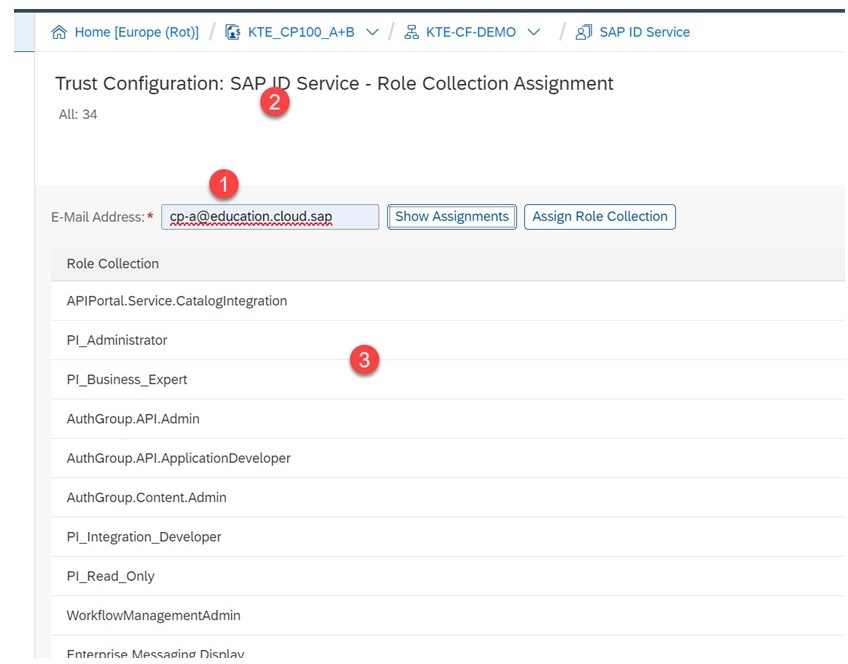 Home [Europe (Rot)] / KTE_CP100_A+B / KTE-CF-DEMO / SAP ID Service
Trust Configuration: SAP ID Service - Role Collection Assignment
2
All: 34
1
E-Mail Address:* cp-a@education.cloud.sap Show Assignments Assign Role Collection
Role Collection
APIPortal.Service.CatalogIntegration
PI_Administrator
3
PI_Business_Expert
AuthGroup.API.Admin
AuthGroup.API.ApplicationDeveloper
AuthGroup.Content.Admin
PI_Integration_Developer
PI_Read_Only
WorkflowManagementAdmin
Enterprise Messaging Display